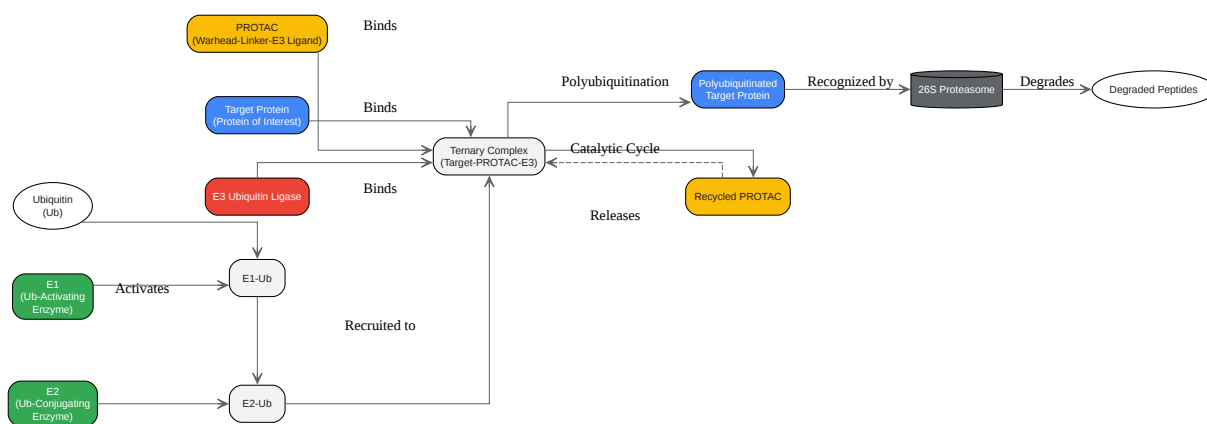 PROTAC
(Warhead-Linker-E3 Ligand)
Binds
Target Protein
(Protein of Interest)
Binds
Polyubiquitination
Polyubiquitinated
Target Protein
Recognized by
26S Proteasome
Degrades
Degraded Peptides
Ternary Complex
(Target-PROTAC-E3)
Catalytic Cycle
E3 Ubiquitin Ligase
Binds
Recycled PROTAC
Releases
Ubiquitin
(Ub)
E1
(Ub-Activating
Enzyme)
Activates
E1-Ub
Recruited to
E2
(Ub-Conjugating
Enzyme)
E2-Ub